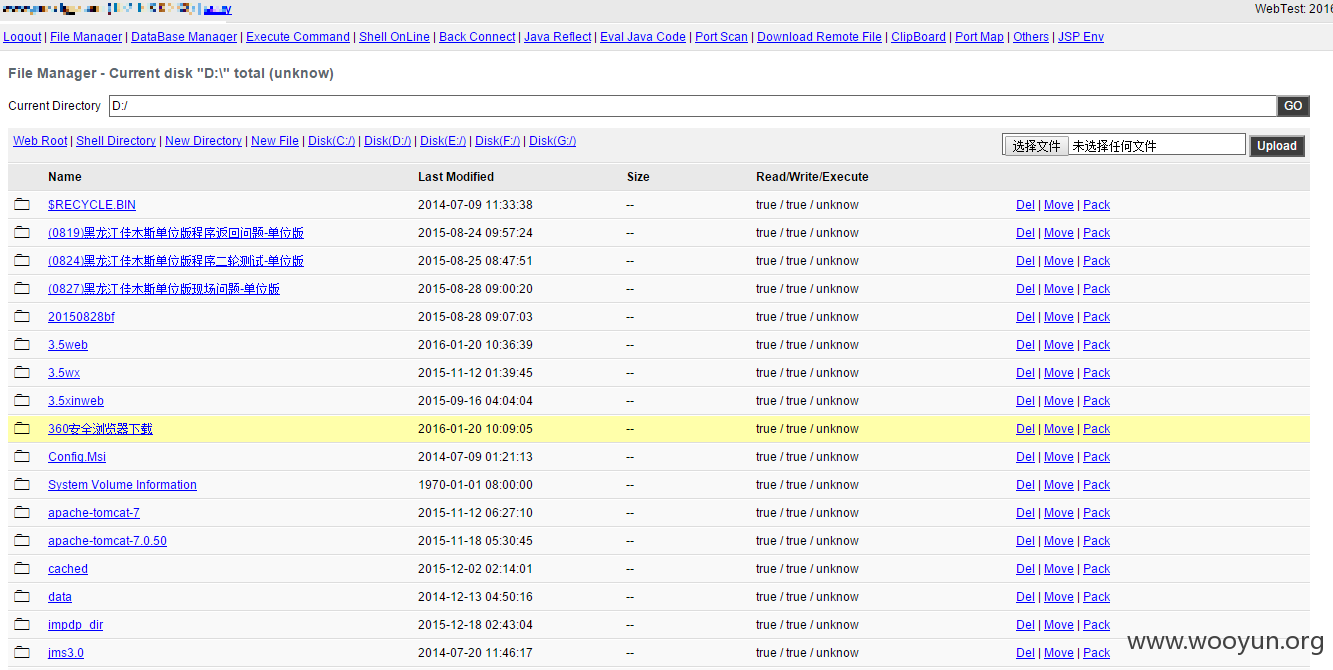 WebTest: 2016
Logout | File Manager | DataBase Manager | Execute Command | Shell OnLine | Back Connect | Java Reflect | Eval Java Code | Port Scan | Download Remote File | ClipBoard | Port Map | Others | JSP Env
File Manager - Current disk "D:\" total (unknow)
Current Directory D:/ GO
Web Root | Shell Directory | New Directory | New File | Disk(C:/) | Disk(D:/) | Disk(E:/) | Disk(F:/) | Disk(G:/) 选择文件 未选择任何文件 Upload
Name Last Modified Size Read/Write/Execute
$RECYCLE.BIN 2014-07-09 11:33:38 -- true / true / unknow Del | Move | Pack
(0819)黑龙江佳木斯单位版程序返回问题-单位版 2015-08-24 09:57:24 -- true / true / unknow Del | Move | Pack
(0824)黑龙江佳木斯单位版程序二轮测试-单位版 2015-08-25 08:47:51 -- true / true / unknow Del | Move | Pack
(0827)黑龙江佳木斯单位版现场问题-单位版 2015-08-28 09:00:20 -- true / true / unknow Del | Move | Pack
20150828bf 2015-08-28 09:07:03 -- true / true / unknow Del | Move | Pack
3.5web 2016-01-20 10:36:39 -- true / true / unknow Del | Move | Pack
3.5wx 2015-11-12 01:39:45 -- true / true / unknow Del | Move | Pack
3.5xinweb 2015-09-16 04:04:04 -- true / true / unknow Del | Move | Pack
360安全浏览器下载 2016-01-20 10:09:05 -- true / true / unknow Del | Move | Pack
Config.Msi 2014-07-09 01:21:13 -- true / true / unknow Del | Move | Pack
System Volume Information 1970-01-01 08:00:00 -- true / true / unknow Del | Move | Pack
apache-tomcat-7 2015-11-12 06:27:10 -- true / true / unknow Del | Move | Pack
apache-tomcat-7.0.50 2015-11-18 05:30:45 -- true / true / unknow Del | Move | Pack
cached 2015-12-02 02:14:01 -- true / true / unknow Del | Move | Pack
data 2014-12-13 04:50:16 -- true / true / unknow Del | Move | Pack
impdp_dir 2015-12-18 02:43:04 -- true / true / unknow Del | Move | Pack
jms3.0 2014-07-20 11:46:17 -- true / true / unknow Del | Move | Pack
www.wooyun.org